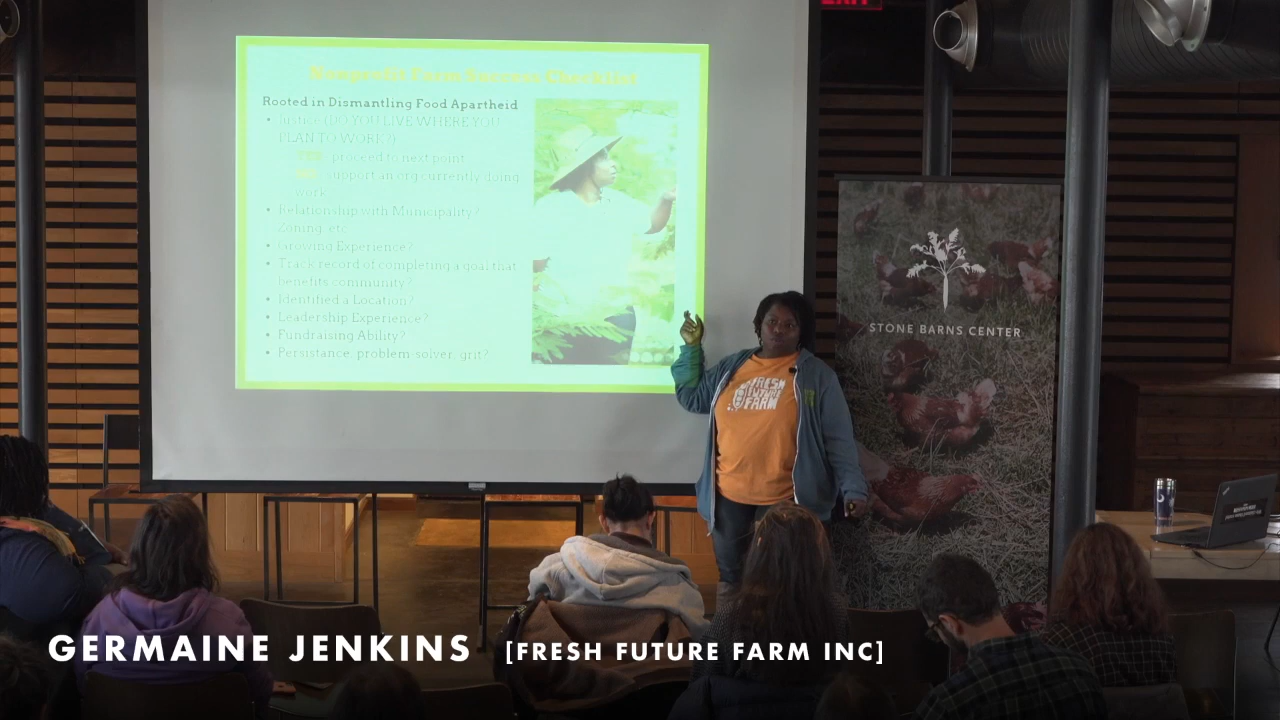 EXIT
Nonprofit Farm Success Checklist
Rooted in Dismantling Food Apartheid
• Justice (DO YOU LIVE WHERE YOU
PLAN TO WORK?)
proceed to next point
support an org currently doing
work
• Relationship with Municipality?
Zoning, etc
• Growing Experience?
• Track record of completing a goal that
benefits community?
• Identified a Location?
• Leadership Experience?
• Fundraising Ability?
• Persistance, problem-solver, grit?
STONE BARNS CENTER
FRESH
FUTURE
FARM
GERMAINE JENKINS [FRESH FUTURE FARM INC]